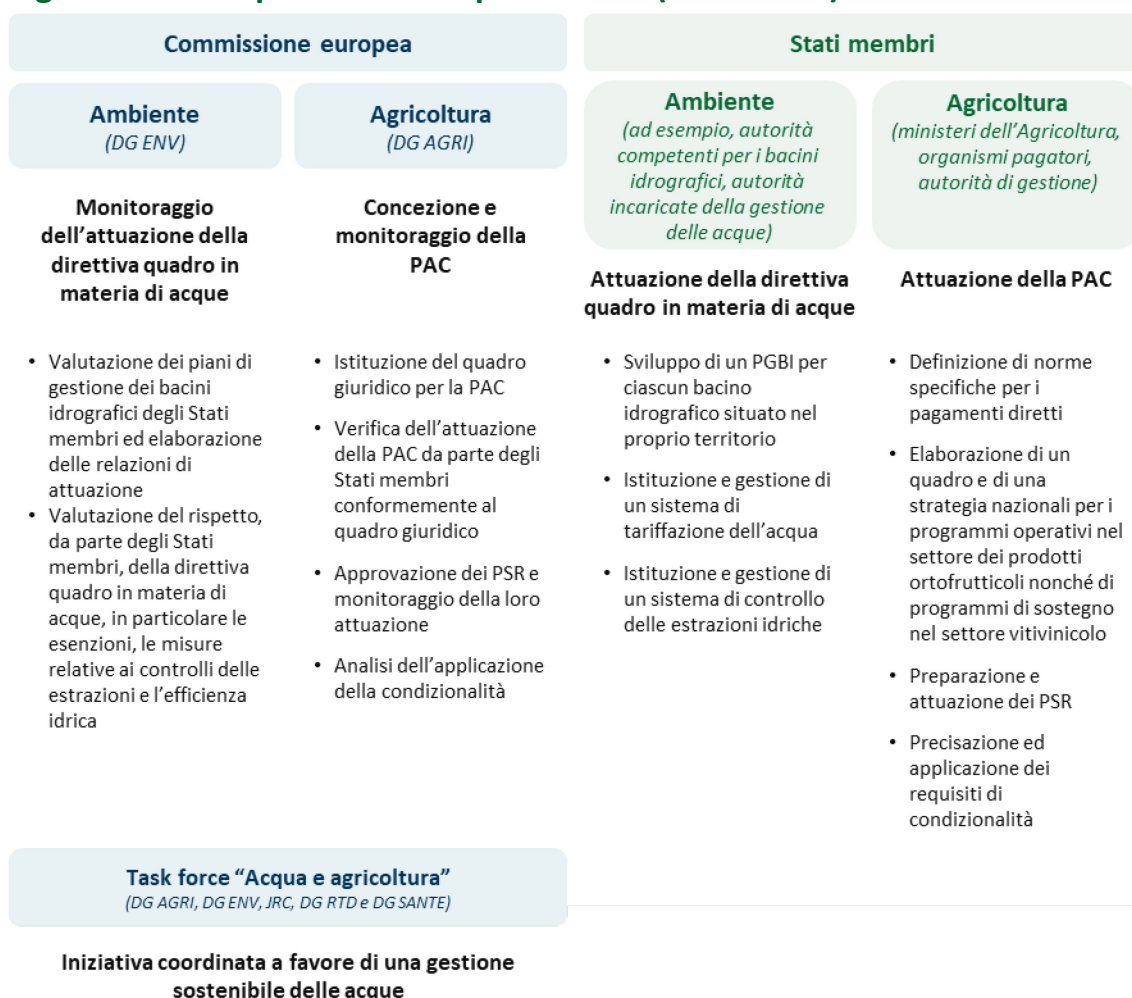 Commissione europea
Stati membri
Ambiente
(DG ENV)
Agricoltura
(DG AGRI)
Ambiente
(ad esempio, autorità
competenti per i bacini
idrografici, autorità
incaricate della gestione
delle acque)
Agricoltura
(ministeri dell'Agricoltura,
organismi pagatori,
autorità di gestione)
Monitoraggio
dell'attuazione della
direttiva quadro in
materia di acque
Concezione e
monitoraggio della
PAC
Attuazione della direttiva
quadro in materia di acque
Attuazione della PAC
• Valutazione dei piani di
gestione dei bacini
idrografici degli Stati
membri ed elaborazione
delle relazioni di
attuazione
• Valutazione del rispetto,
da parte degli Stati
membri, della direttiva
quadro in materia di
acque, in particolare le
esenzioni, le misure
relative ai controlli delle
estrazioni e l'efficienza
idrica
• Istituzione del quadro
giuridico per la PAC
• Verifica dell'attuazione
della PAC da parte degli
Stati membri
conformemente al
quadro giuridico
• Approvazione dei PSR e
monitoraggio della loro
attuazione
• Analisi dell'applicazione
della condizionalità
• Sviluppo di un PGBI per
ciascun bacino
idrografico situato nel
proprio territorio
• Istituzione e gestione di
un sistema di
tariffazione dell'acqua
• Istituzione e gestione di
un sistema di controllo
delle estrazioni idriche
• Definizione di norme
specifiche per i
pagamenti diretti
• Elaborazione di un
quadro e di una
strategia nazionali per i
programmi operativi nel
settore dei prodotti
ortofrutticoli nonché di
programmi di sostegno
nel settore vitivinicolo
• Preparazione e
attuazione dei PSR
• Precisazione ed
applicazione dei
requisiti di
condizionalità
Task force "Acqua e agricoltura"
(DG AGRI, DG ENV, JRC, DG RTD e DG SANTE)
Iniziativa coordinata a favore di una gestione
sostenibile delle acque